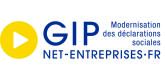 GIP
Modernisation
des déclarations
sociales
NET-ENTREPRISES·FR